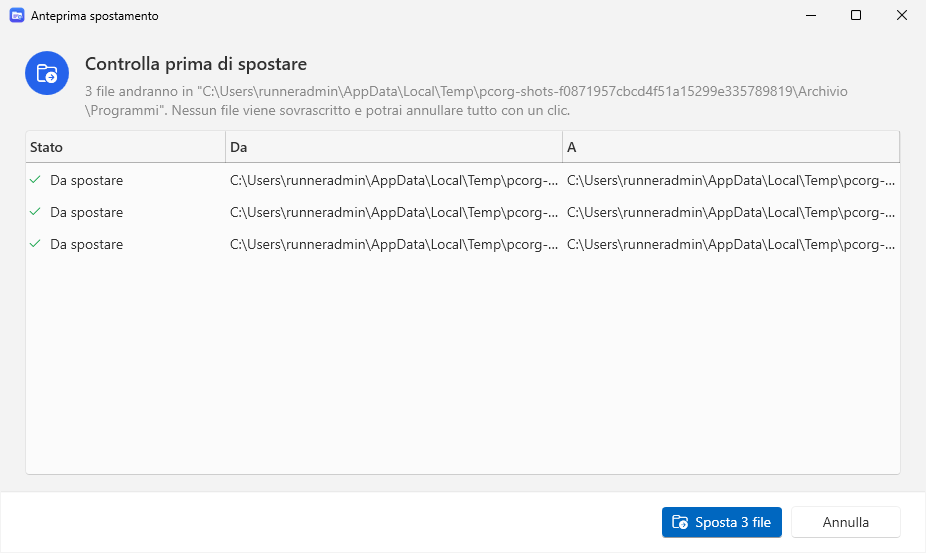 Anteprima spostamento
Controlla prima di spostare
3 file andranno in "C:\Users\runneradmin\AppData\Local\Temp\pcorg-shots-f0871957cbcd4f51a15299e335789819\Archivio
\Programmi". Nessun file viene sovrascritto e potrai annullare tutto con un clic.
Stato Da A
Da spostare C:\Users\runneradmin\AppData\Local\Temp\pcorg-... C:\Users\runneradmin\AppData\Local\Temp\pcorg-...
Da spostare C:\Users\runneradmin\AppData\Local\Temp\pcorg-... C:\Users\runneradmin\AppData\Local\Temp\pcorg-...
Da spostare C:\Users\runneradmin\AppData\Local\Temp\pcorg-... C:\Users\runneradmin\AppData\Local\Temp\pcorg-...
Sposta 3 file Annulla